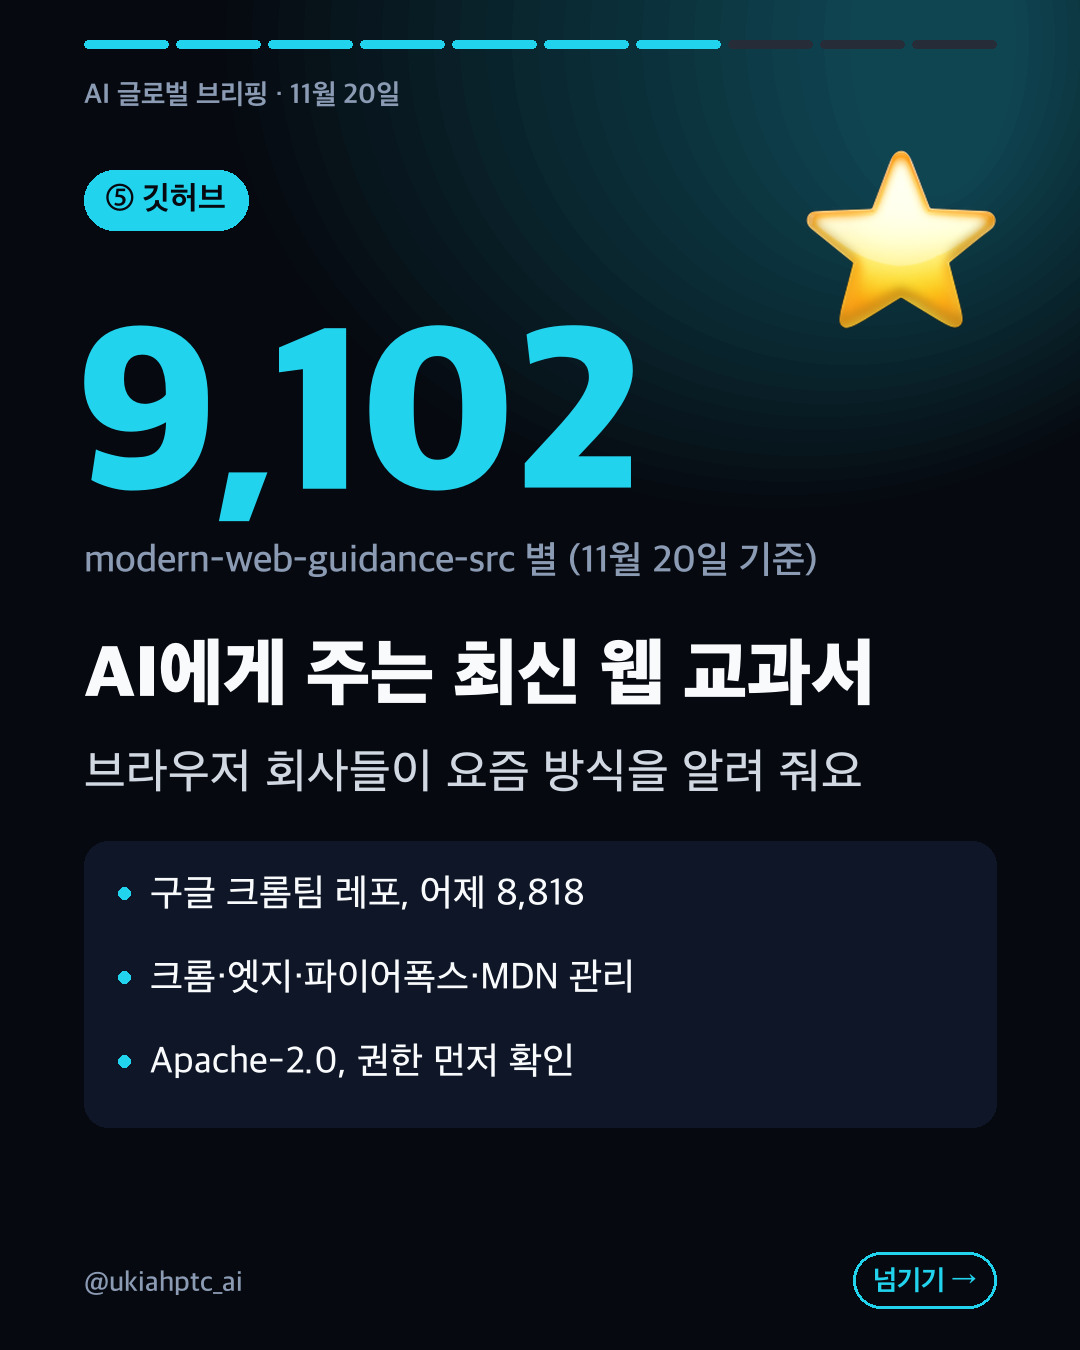 AI 글로벌 브리핑 · 11월 20일
⑤ 깃허브
9,102
modern-web-guidance-src 별 (11월 20일 기준)
AI에게 주는 최신 웹 교과서
브라우저 회사들이 요즘 방식을 알려 줘요
• 구글 크롬팀 레포, 어제 8,818
• 크롬·엣지·파이어폭스·MDN 관리
• Apache-2.0, 권한 먼저 확인
@ukiahptc_ai
넘기기 →